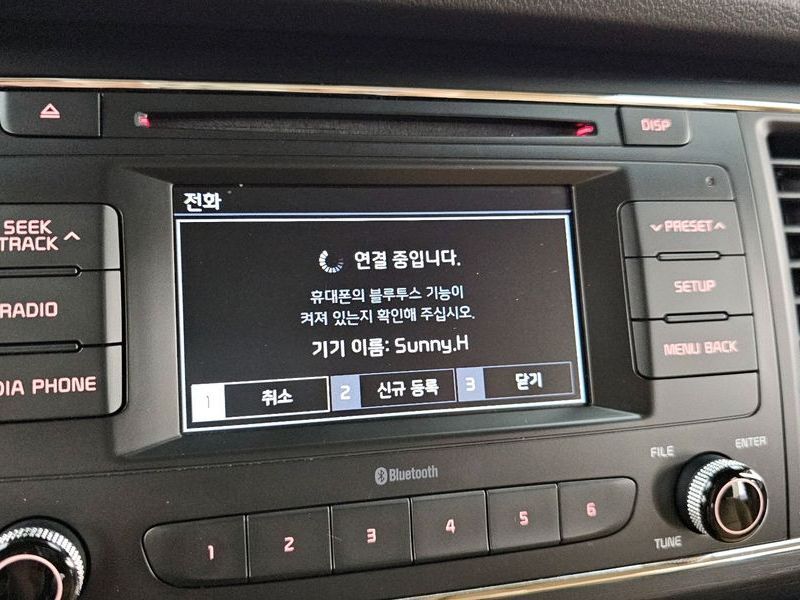 DISP
전화
SEEK
TRACK
PRESET
연결 중입니다.
휴대폰의 블루투스 기능이
켜져 있는지 확인해 주십시오.
기기 이름: Sunny.H
RADIO
SETUP
MENU BACK
PHONE
1 취소 2 신규 등록 3 닫기
Bluetooth
FILE
ENTER
1 2 3 4 5 6
TUNE